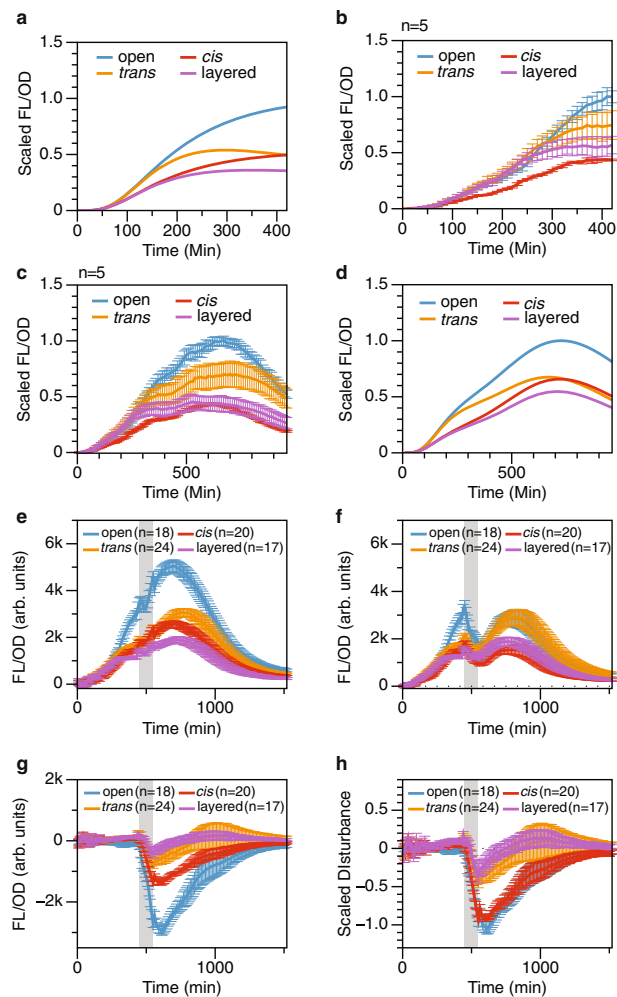 a
open
cis
trans
layered
Scaled FL/OD
1.5
1.0
0.5
0
0 100 200 300 400
Time (Min)
b
n=5
open
cis
trans
layered
Scaled FL/OD
1.5
1.0
0.5
0
0 100 200 300 400
Time (Min)
c
n=5
open
cis
trans
layered
Scaled FL/OD
1.5
1.0
0.5
0
500
Time (Min)
d
open
cis
trans
layered
Scaled FL/OD
1.5
1.0
0.5
0
500
Time (Min)
e
open (n=18) cis (n=20)
trans (n=24) layered (n=17)
FL/OD (arb. units)
6k
4k
2k
0
0 1000
Time (min)
f
open (n=18) cis (n=20)
trans (n=24) layered (n=17)
FL/OD (arb. units)
6k
4k
2k
0
0 1000
Time (min)
g
open (n=18) cis (n=20)
trans (n=24) layered (n=17)
FL/OD (arb. units)
2k
0
−2k
0 1000
Time (min)
h
open (n=18) cis (n=20)
trans (n=24) layered (n=17)
Scaled DIsturbance
0.5
0
−0.5
−1.0
0 1000
Time (min)